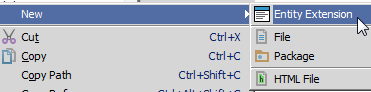 New
Entity Extension
Cut Ctrl+X
File
Copy Ctrl+C
Package
Copy Path Ctrl+Shift+C
HTML File